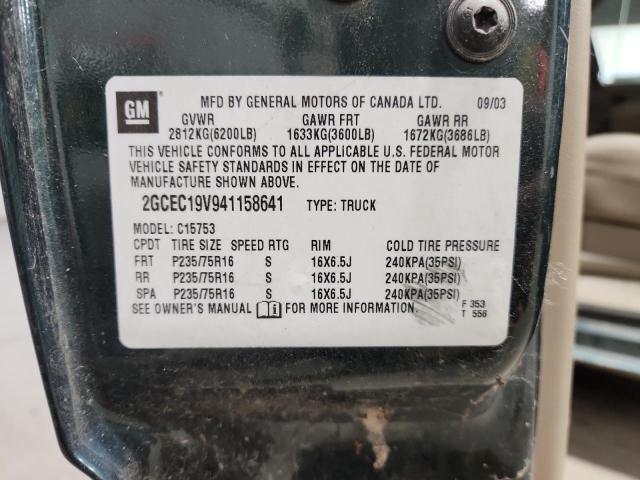 GM
MFD BY GENERAL MOTORS OF CANADA LTD. 09/03
GVWR GAWR FRT GAWR RR
2812KG(6200LB) 1633KG(3600LB) 1672KG(3686LB)
THIS VEHICLE CONFORMS TO ALL APPLICABLE U.S. FEDERAL MOTOR
VEHICLE SAFETY STANDARDS IN EFFECT ON THE DATE OF
MANUFACTURE SHOWN ABOVE.
2GCEC19V941158641 TYPE: TRUCK
MODEL: C15753
CPDT TIRE SIZE SPEED RTG RIM COLD TIRE PRESSURE
FRT P235/75R16 S 16X6.5J 240KPA(35PSI)
RR P235/75R16 S 16X6.5J 240KPA(35PSI)
SPA P235/75R16 S 16X6.5J 240KPA(35PSI)
SEE OWNER'S MANUAL i FOR MORE INFORMATION. F 353
T 556